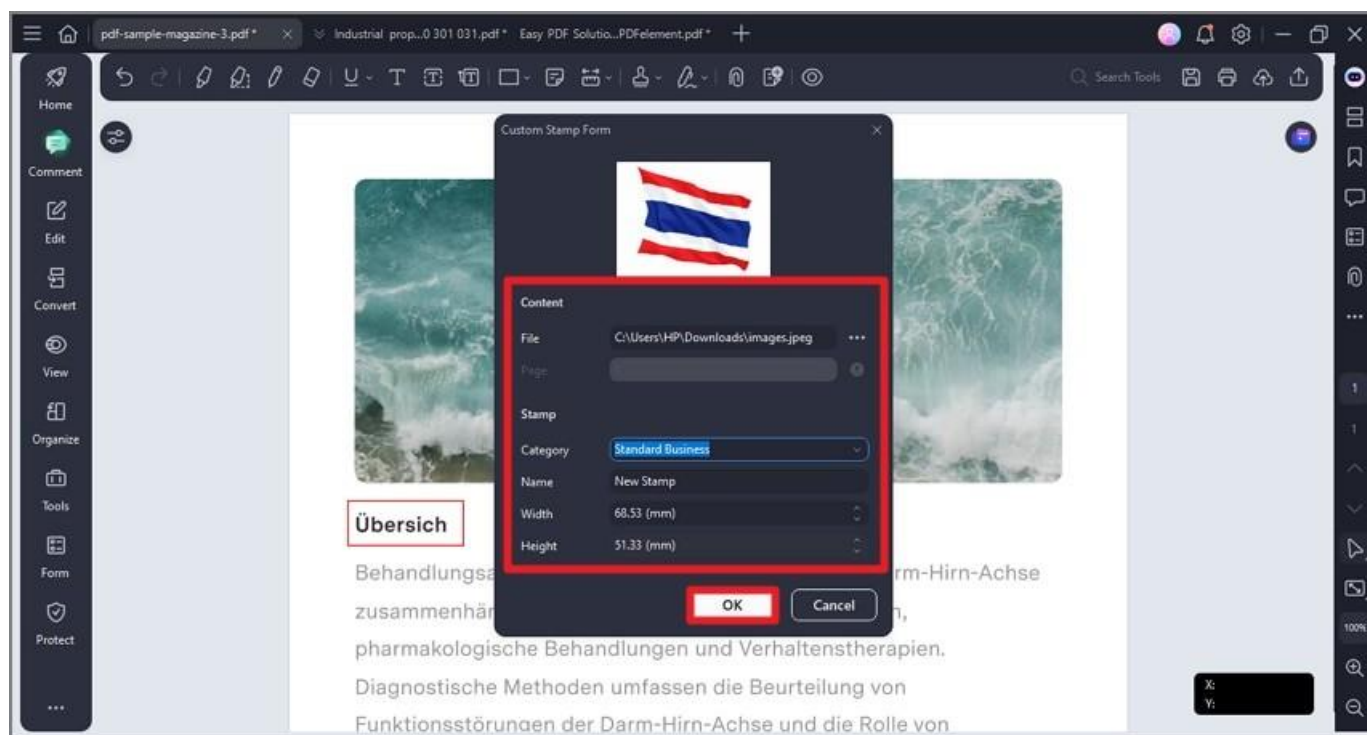 pdf-sample-magazine-3.pdf *
Industrial prop...0 301 031.pdf *
Easy PDF Solutio...PDFelement.pdf *
Search Tools
Home
Comment
Edit
Convert
View
Organize
Tools
Form
Protect
Custom Stamp Form
Content
File C:\Users\HP\Downloads\images.jpeg
Page
Stamp
Category Standard Business
Name New Stamp
Width 68.53 (mm)
Height 51.33 (mm)
OK Cancel
Übersich
Behandlungsa rm-Hirn-Achse
zusammenhär n,
pharmakologische Behandlungen und Verhaltenstherapien.
Diagnostische Methoden umfassen die Beurteilung von
Funktionsstörungen der Darm-Hirn-Achse und die Rolle von
1
1
100%
X:
Y: